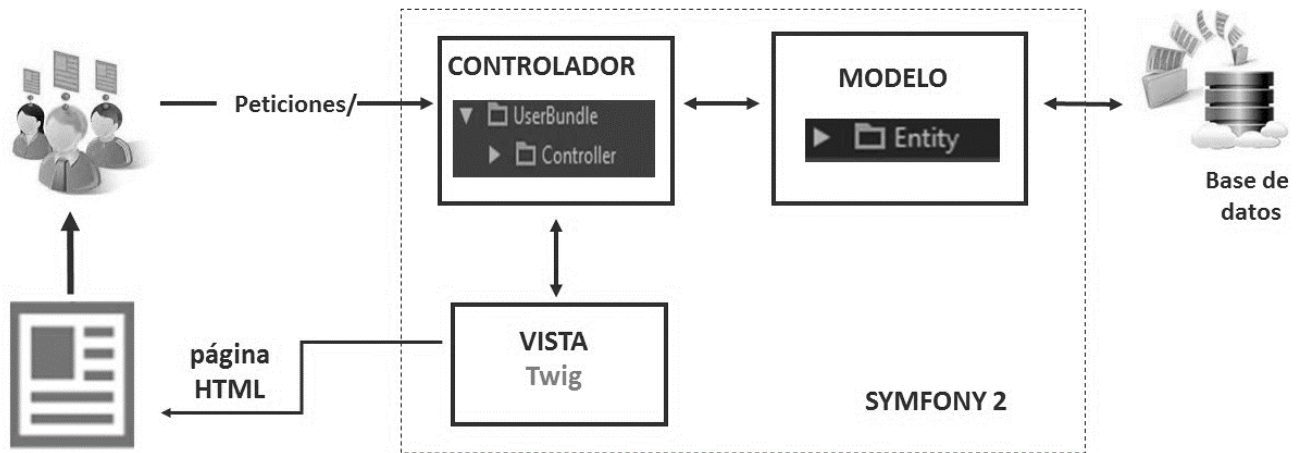 CONTROLADOR
UserBundle
Controller
Peticiones/
MODELO
Entity
Base de
datos
VISTA
Twig
página
HTML
SYMFONY 2